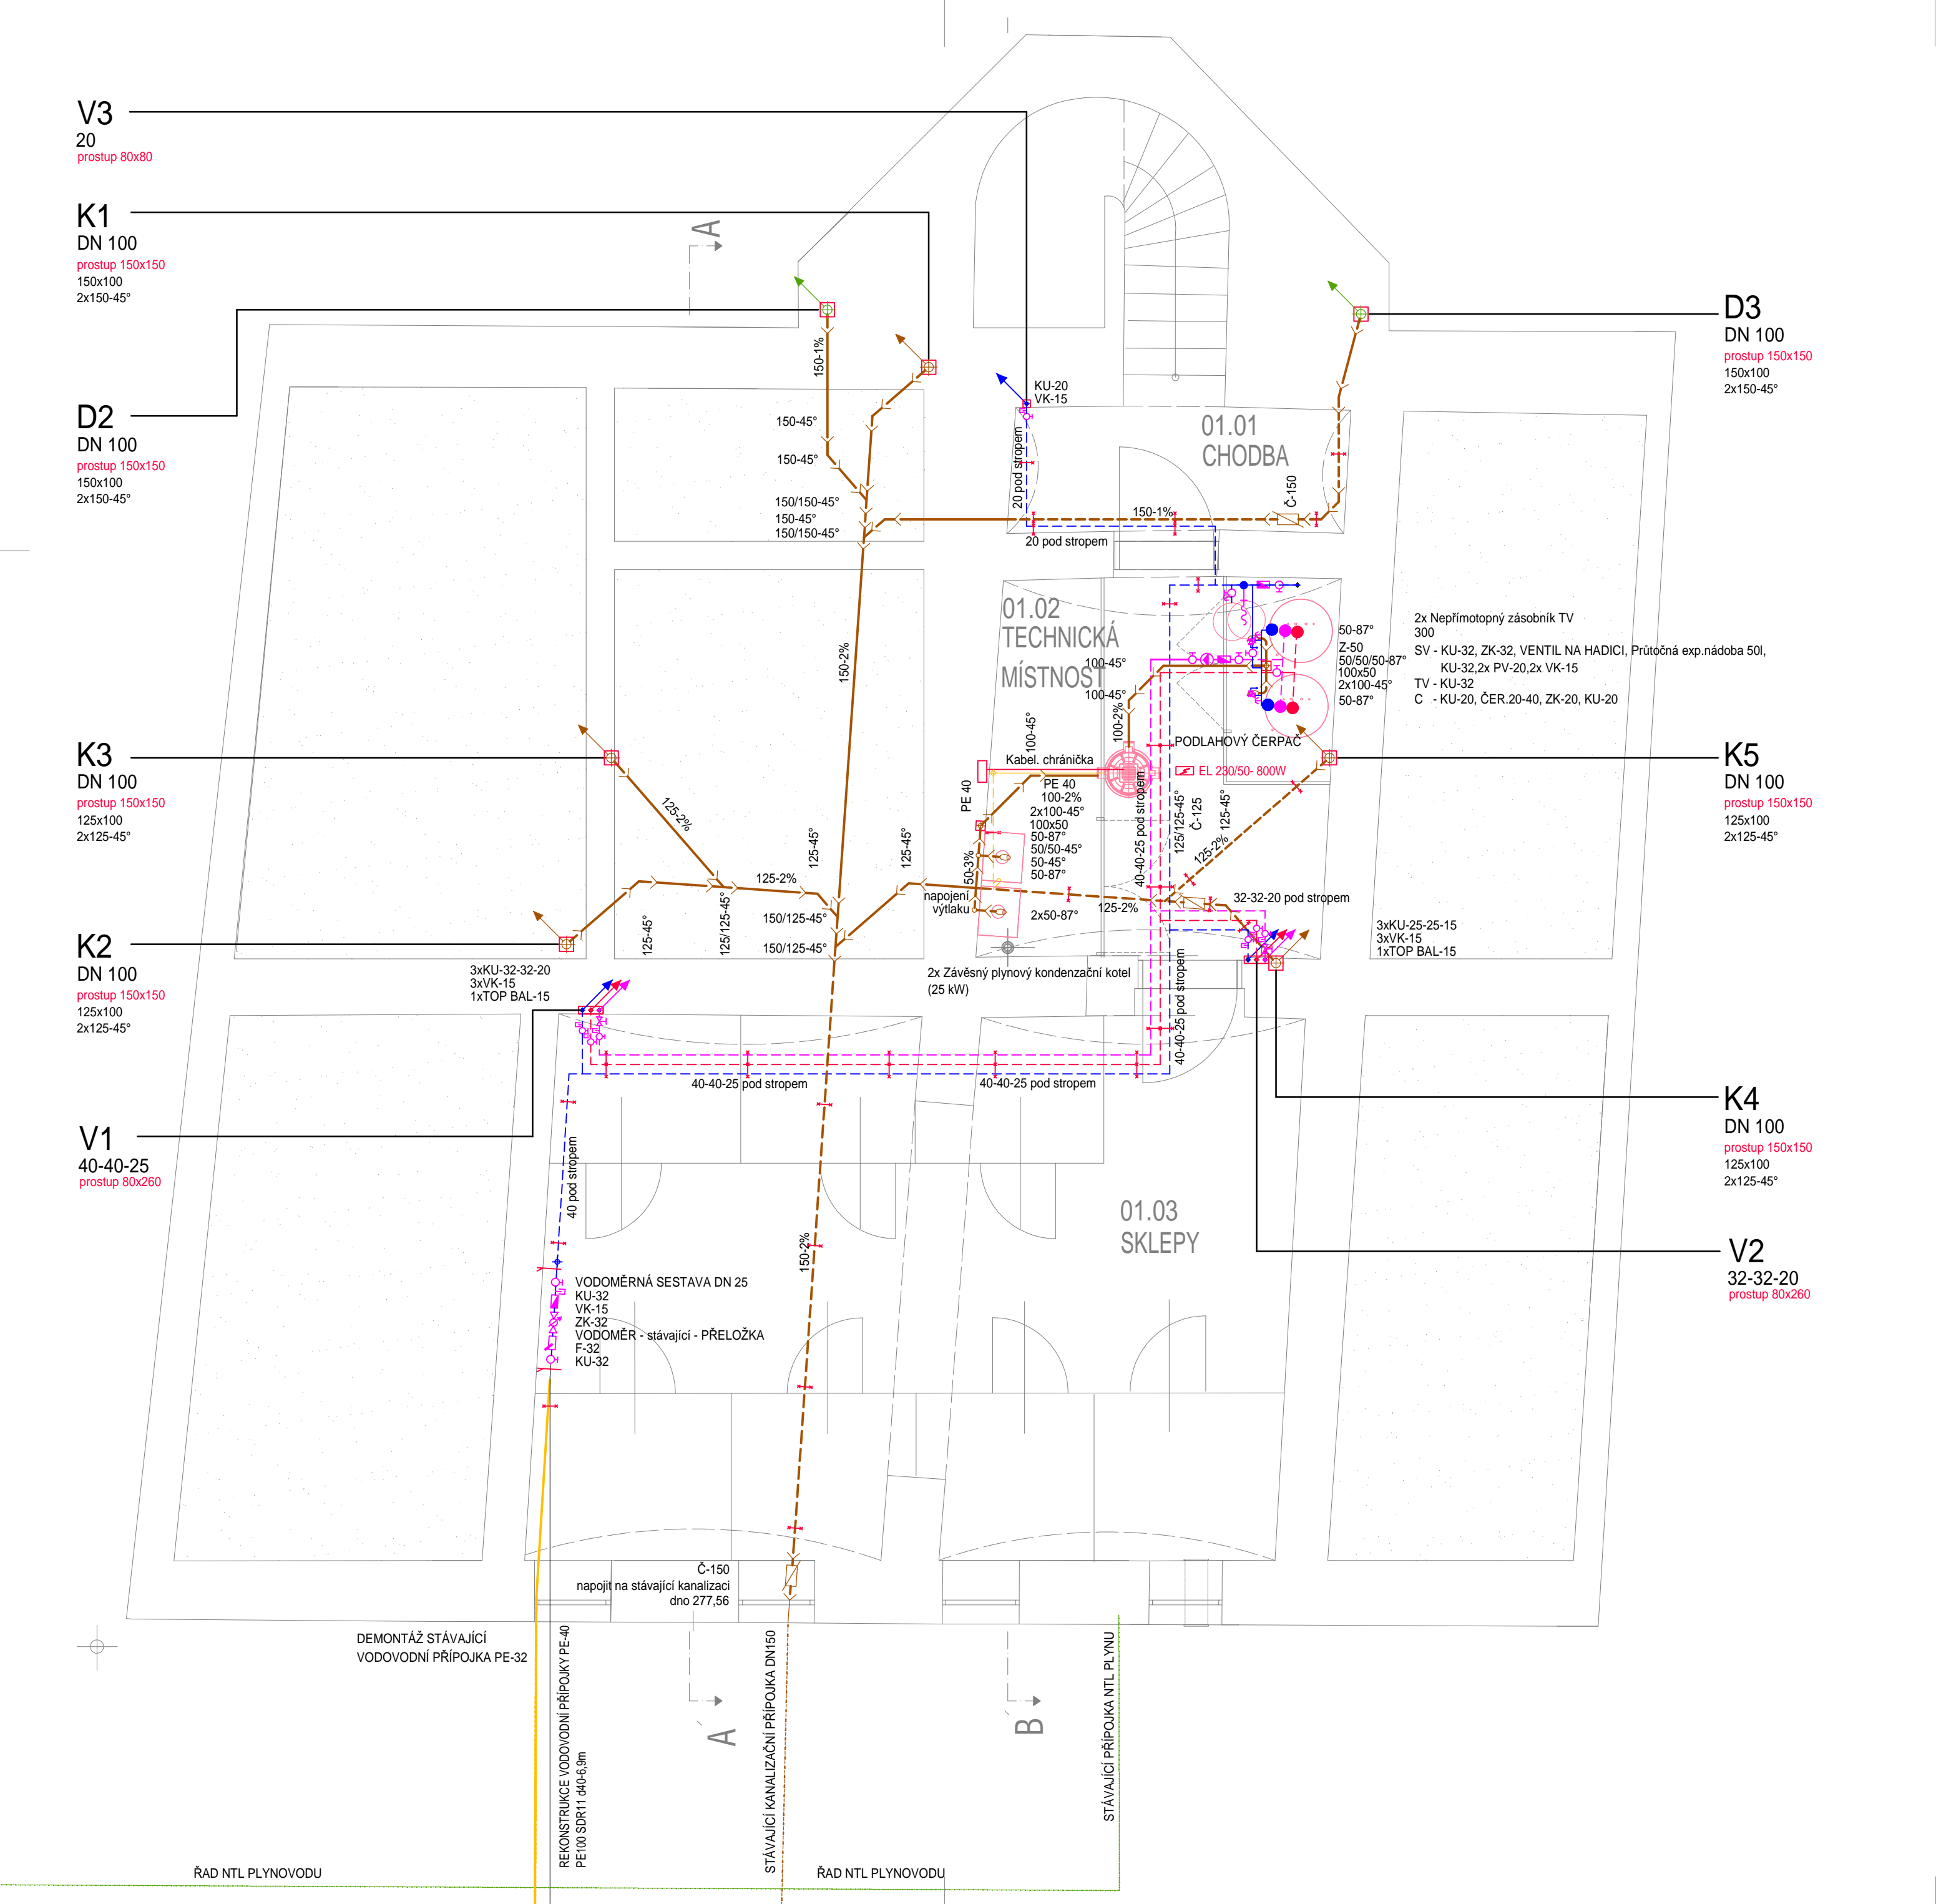 V3
20
prostup 80x80
K1
DN 100
prostup 150x150
150x100
2x150-45°
D2
DN 100
prostup 150x150
150x100
2x150-45°
K3
DN 100
prostup 150x150
125x100
2x125-45°
K2
DN 100
prostup 150x150
125x100
2x125-45°
V1
40-40-25
prostup 80x260
A
150-1%
150-45°
150-45°
150/150-45°
150-45°
150/150-45°
KU-20
VK-15
20 pod stropem
20 pod stropem
01.01
CHODBA
Č-150
150-1%
D3
DN 100
prostup 150x150
150x100
2x150-45°
01.02
TECHNICKÁ
MÍSTNOST
100-45°
100-45°
100-2%
100-45°
50-87°
Z-50
50/50/50-87°
100x50
2x100-45°
50-87°
2x Nepřímotopný zásobník TV
300
SV - KU-32, ZK-32, VENTIL NA HADICI, Průtočná exp.nádoba 50l,
KU-32,2x PV-20,2x VK-15
TV - KU-32
C - KU-20, ČER.20-40, ZK-20, KU-20
150-2%
PODLAHOVÝ ČERPAČ
EL 230/50- 800W
Kabel. chránička
PE 40
PE 40
100-2%
2x100-45°
100x50
50-87°
50/50-45°
50-45°
50-87°
50-3%
napojení
výtlaku
2x50-87°
40-40-25 pod stropem
125/125-45°
Č-125
125-45°
125-2%
125-2%
32-32-20 pod stropem
K5
DN 100
prostup 150x150
125x100
2x125-45°
125-2%
125-2%
125-45°
125-45°
125-45°
125/125-45°
150/125-45°
150/125-45°
3xKU-32-32-20
3xVK-15
1xTOP BAL-15
2x Závěsný plynový kondenzační kotel
(25 kW)
3xKU-25-25-15
3xVK-15
1xTOP BAL-15
40-40-25 pod stropem
40-40-25 pod stropem
40-40-25 pod stropem
K4
DN 100
prostup 150x150
125x100
2x125-45°
V2
32-32-20
prostup 80x260
40 pod stropem
01.03
SKLEPY
150-2%
VODOMĚRNÁ SESTAVA DN 25
KU-32
VK-15
ZK-32
VODOMĚR - stávající - PŘELOŽKA
F-32
KU-32
Č-150
napojit na stávající kanalizaci
dno 277,56
DEMONTÁŽ STÁVAJÍCÍ
VODOVODNÍ PŘÍPOJKA PE-32
REKONSTRUKCE VODOVODNÍ PŘÍPOJKY PE-40
PE100 SDR11 d40-6,9m
STÁVAJÍCÍ KANALIZAČNÍ PŘÍPOJKA DN150
STÁVAJÍCÍ PŘÍPOJKA NTL PLYNU
A´
B´
ŘAD NTL PLYNOVODU
ŘAD NTL PLYNOVODU